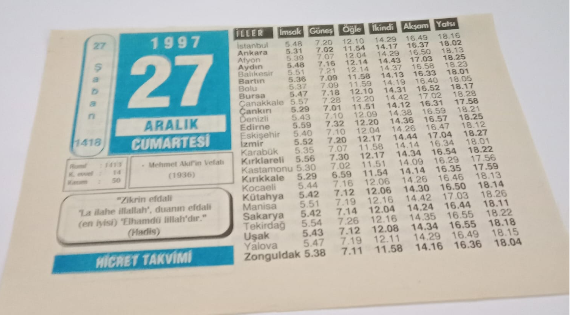 27
Şaban
1418
1997
27
ARALIK
CUMARTESİ
Rumi : 1413
K. evvel : 14
Kasım : 50
- Mehmet Akif'in Vefatı
(1936)
"Zikrin efdali
'La ilahe illallah', duanın efdali
(en iyisi) 'Elhamdü lillah'dır."
(Hadis)
HİCRET TAKVİMİ
İLLER İmsak Güneş Öğle İkindi Akşam Yatsı
İstanbul 5.48 7.20 12.10 14.29 16.49 18.16
Ankara 5.31 7.02 11.54 14.17 16.37 18.02
Afyon 5.39 7.07 12.04 14.29 16.50 18.13
Aydın 5.48 7.16 12.14 14.43 17.03 18.25
Balıkesir 5.51 7.21 12.14 14.37 16.58 18.23
Bartın 5.36 7.09 11.58 14.13 16.33 18.01
Bolu 5.37 7.09 11.59 14.19 16.40 18.05
Bursa 5.47 7.18 12.10 14.31 16.52 18.17
Çanakkale 5.57 7.28 12.20 14.42 17.02 18.28
Çankırı 5.29 7.01 11.51 14.12 16.31 17.58
Denizli 5.43 7.10 12.09 14.38 16.59 18.21
Edirne 5.59 7.32 12.20 14.36 16.57 18.25
Eskişehir 5.40 7.10 12.04 14.26 16.47 18.12
İzmir 5.52 7.20 12.17 14.44 17.04 18.27
Karabük 5.35 7.07 11.58 14.14 16.34 18.01
Kırklareli 5.56 7.30 12.17 14.34 16.54 18.22
Kastamonu 5.30 7.02 11.51 14.09 16.29 17.56
Kırıkkale 5.29 6.59 11.54 14.14 16.35 17.59
Kocaeli 5.44 7.16 12.06 14.26 16.46 18.13
Kütahya 5.42 7.12 12.06 14.30 16.50 18.14
Manisa 5.51 7.19 12.16 14.42 17.03 18.26
Sakarya 5.42 7.14 12.04 14.24 16.44 18.11
Tekirdağ 5.54 7.26 12.16 14.35 16.55 18.22
Uşak 5.43 7.12 12.08 14.34 16.55 18.18
Yalova 5.47 7.19 12.11 14.29 16.49 18.15
Zonguldak 5.38 7.11 11.58 14.16 16.36 18.04